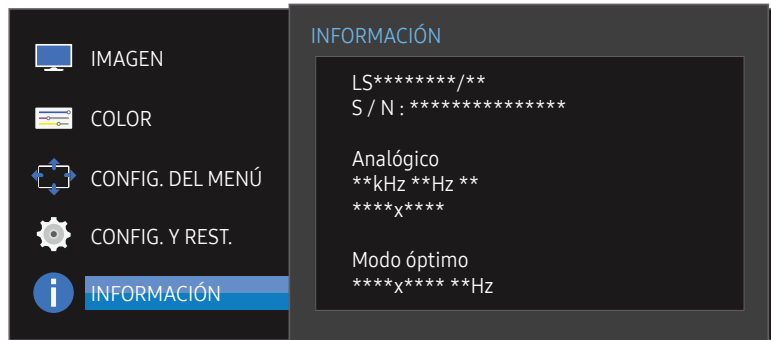 IMAGEN
COLOR
CONFIG. DEL MENÚ
CONFIG. Y REST.
INFORMACIÓN
INFORMACIÓN
LS********/**
S / N : ***************
Analógico
**kHz **Hz **
****x****
Modo óptimo
****x**** **Hz